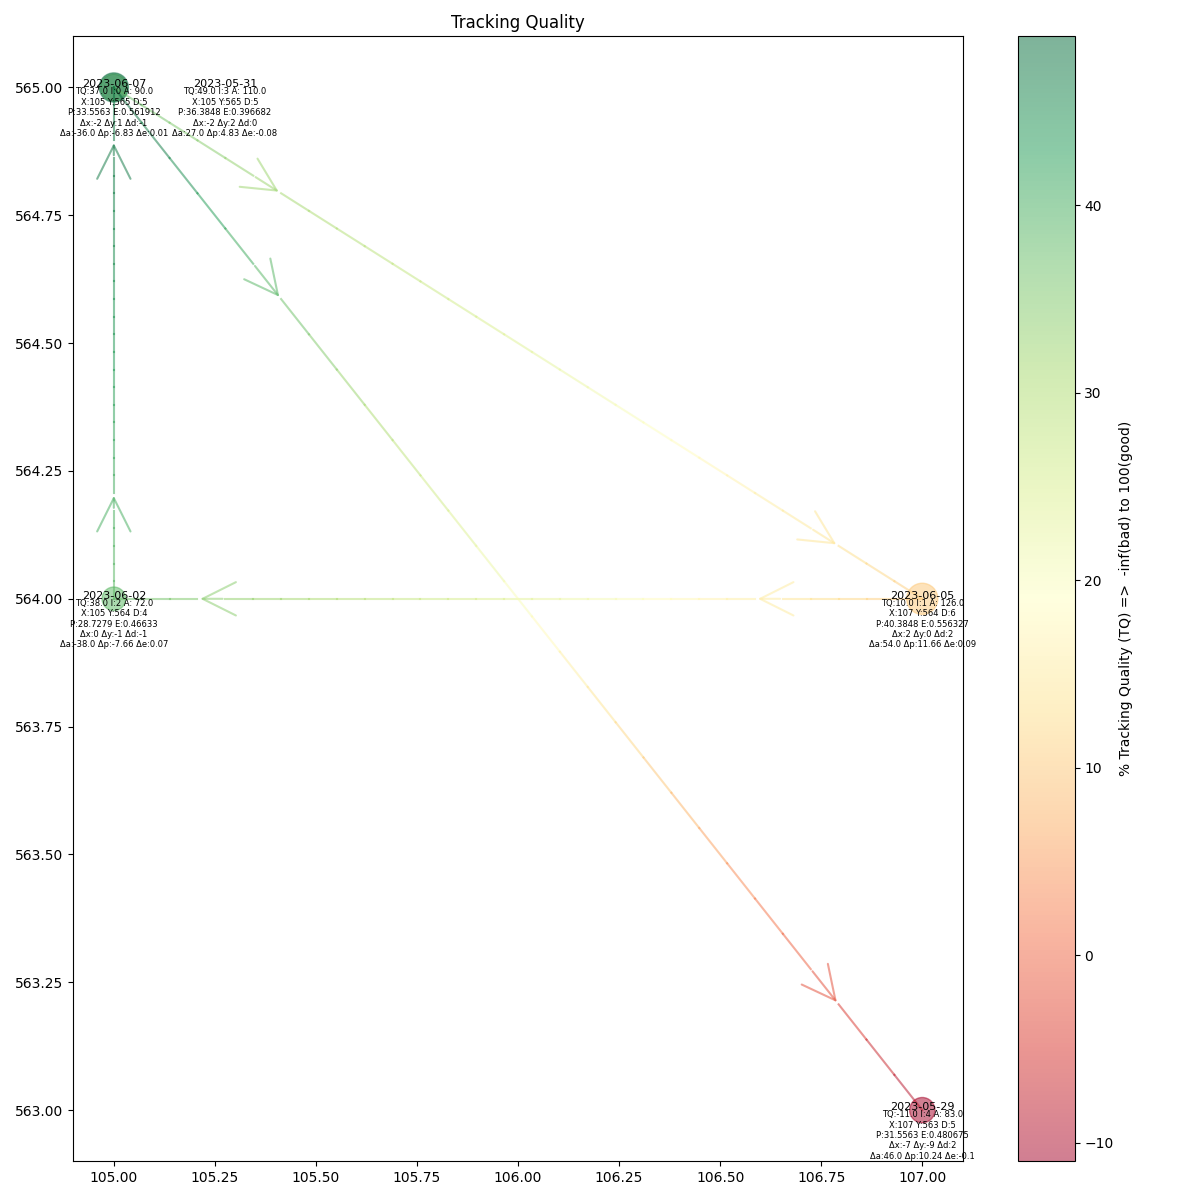 Tracking Quality
2023-06-07
TQ:37.0 I:0 A: 90.0
X:105 Y:565 D:5
P:33.5563 E:0.561912
Δx:-2 Δy:1 Δd:-1
Δa:-36.0 Δp:-6.83 Δe:0.01
2023-05-31
TQ:49.0 I:3 A: 110.0
X:105 Y:565 D:5
P:36.3848 E:0.396682
Δx:-2 Δy:2 Δd:0
Δa:27.0 Δp:4.83 Δe:-0.08
2023-06-02
TQ:38.0 I:2 A: 72.0
X:105 Y:564 D:4
P:28.7279 E:0.46633
Δx:0 Δy:-1 Δd:-1
Δa:-38.0 Δp:-7.66 Δe:0.07
2023-06-05
TQ:10.0 I:1 A: 126.0
X:107 Y:564 D:6
P:40.3848 E:0.556327
Δx:2 Δy:0 Δd:2
Δa:54.0 Δp:11.66 Δe:0.09
2023-05-29
TQ:-11.0 I:4 A: 83.0
X:107 Y:563 D:5
P:31.5563 E:0.480675
Δx:-7 Δy:-9 Δd:2
Δa:46.0 Δp:10.24 Δe:-0.1
565.00
564.75
564.50
564.25
564.00
563.75
563.50
563.25
563.00
105.00 105.25 105.50 105.75 106.00 106.25 106.50 106.75 107.00
40
30
20
10
0
−10
% Tracking Quality (TQ) => -inf(bad) to 100(good)